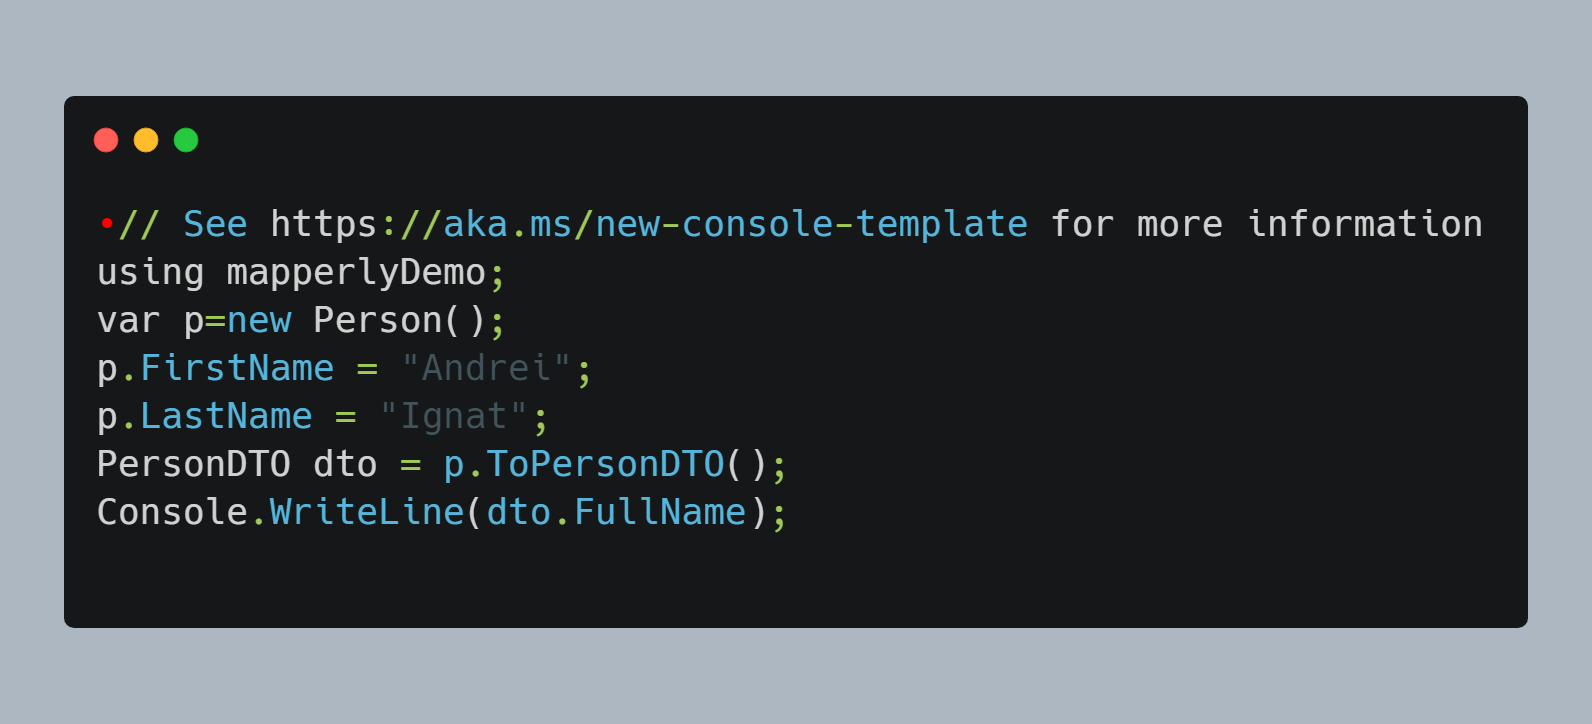 •// See https://aka.ms/new-console-template for more information
using mapperlyDemo;
var p=new Person();
p.FirstName = "Andrei";
p.LastName = "Ignat";
PersonDTO dto = p.ToPersonDTO();
Console.WriteLine(dto.FullName);